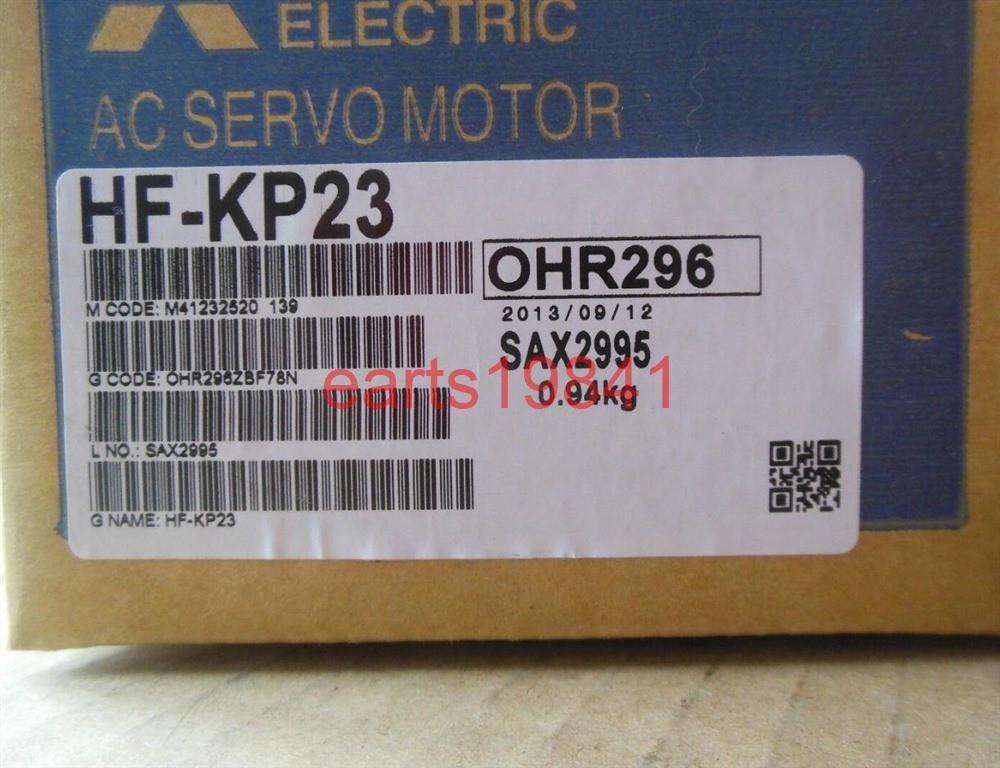 ELECTRIC
AC SERVO MOTOR
HF-KP23
OHR296
M CODE: M41232520 139
2013/09/12
SAX2995
G CODE: OHR296ZBF78N
earts19841
0.94kg
L NO.: SAX2995
G NAME: HF-KP23